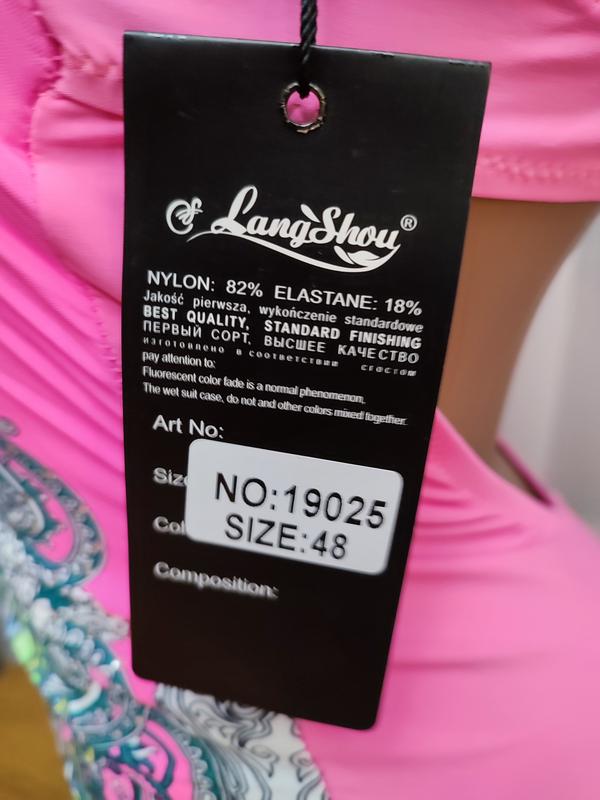 LangShou®
NYLON: 82% ELASTANE: 18%
Jakość pierwsza, wykończenie standardowe
BEST QUALITY, STANDARD FINISHING
ПЕРВЫЙ СОРТ, ВЫСШЕЕ КАЧЕСТВО
изготовлено в соответствии
pay attention to:
Fluorescent color fade is a normal phenomenon,
The wet suit case, do not and other colors mixed together.
Art No:
NO:19025
SIZE:48
Composition: